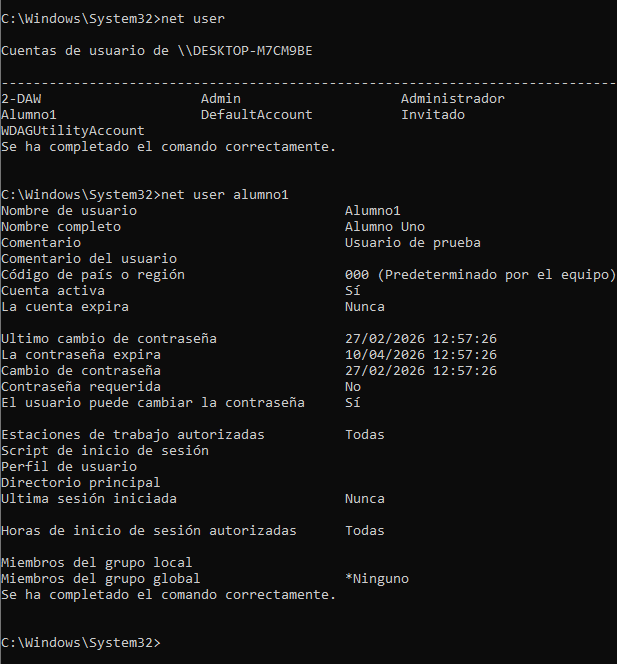 C:\Windows\System32>net user
Cuentas de usuario de \\DESKTOP-M7CM9BE
-------------------------------------------------------------------------------
2-DAW                    Admin                    Administrador
Alumno1                  DefaultAccount           Invitado
WDAGUtilityAccount
Se ha completado el comando correctamente.
C:\Windows\System32>net user alumno1
Nombre de usuario                          Alumno1
Nombre completo                            Alumno Uno
Comentario                                 Usuario de prueba
Comentario del usuario
Código de país o región                    000 (Predeterminado por el equipo)
Cuenta activa                              Sí
La cuenta expira                           Nunca
Ultimo cambio de contraseña                27/02/2026 12:57:26
La contraseña expira                       10/04/2026 12:57:26
Cambio de contraseña                       27/02/2026 12:57:26
Contraseña requerida                       No
El usuario puede cambiar la contraseña     Sí
Estaciones de trabajo autorizadas          Todas
Script de inicio de sesión
Perfil de usuario
Directorio principal
Ultima sesión iniciada                     Nunca
Horas de inicio de sesión autorizadas      Todas
Miembros del grupo local
Miembros del grupo global                  *Ninguno
Se ha completado el comando correctamente.
C:\Windows\System32>